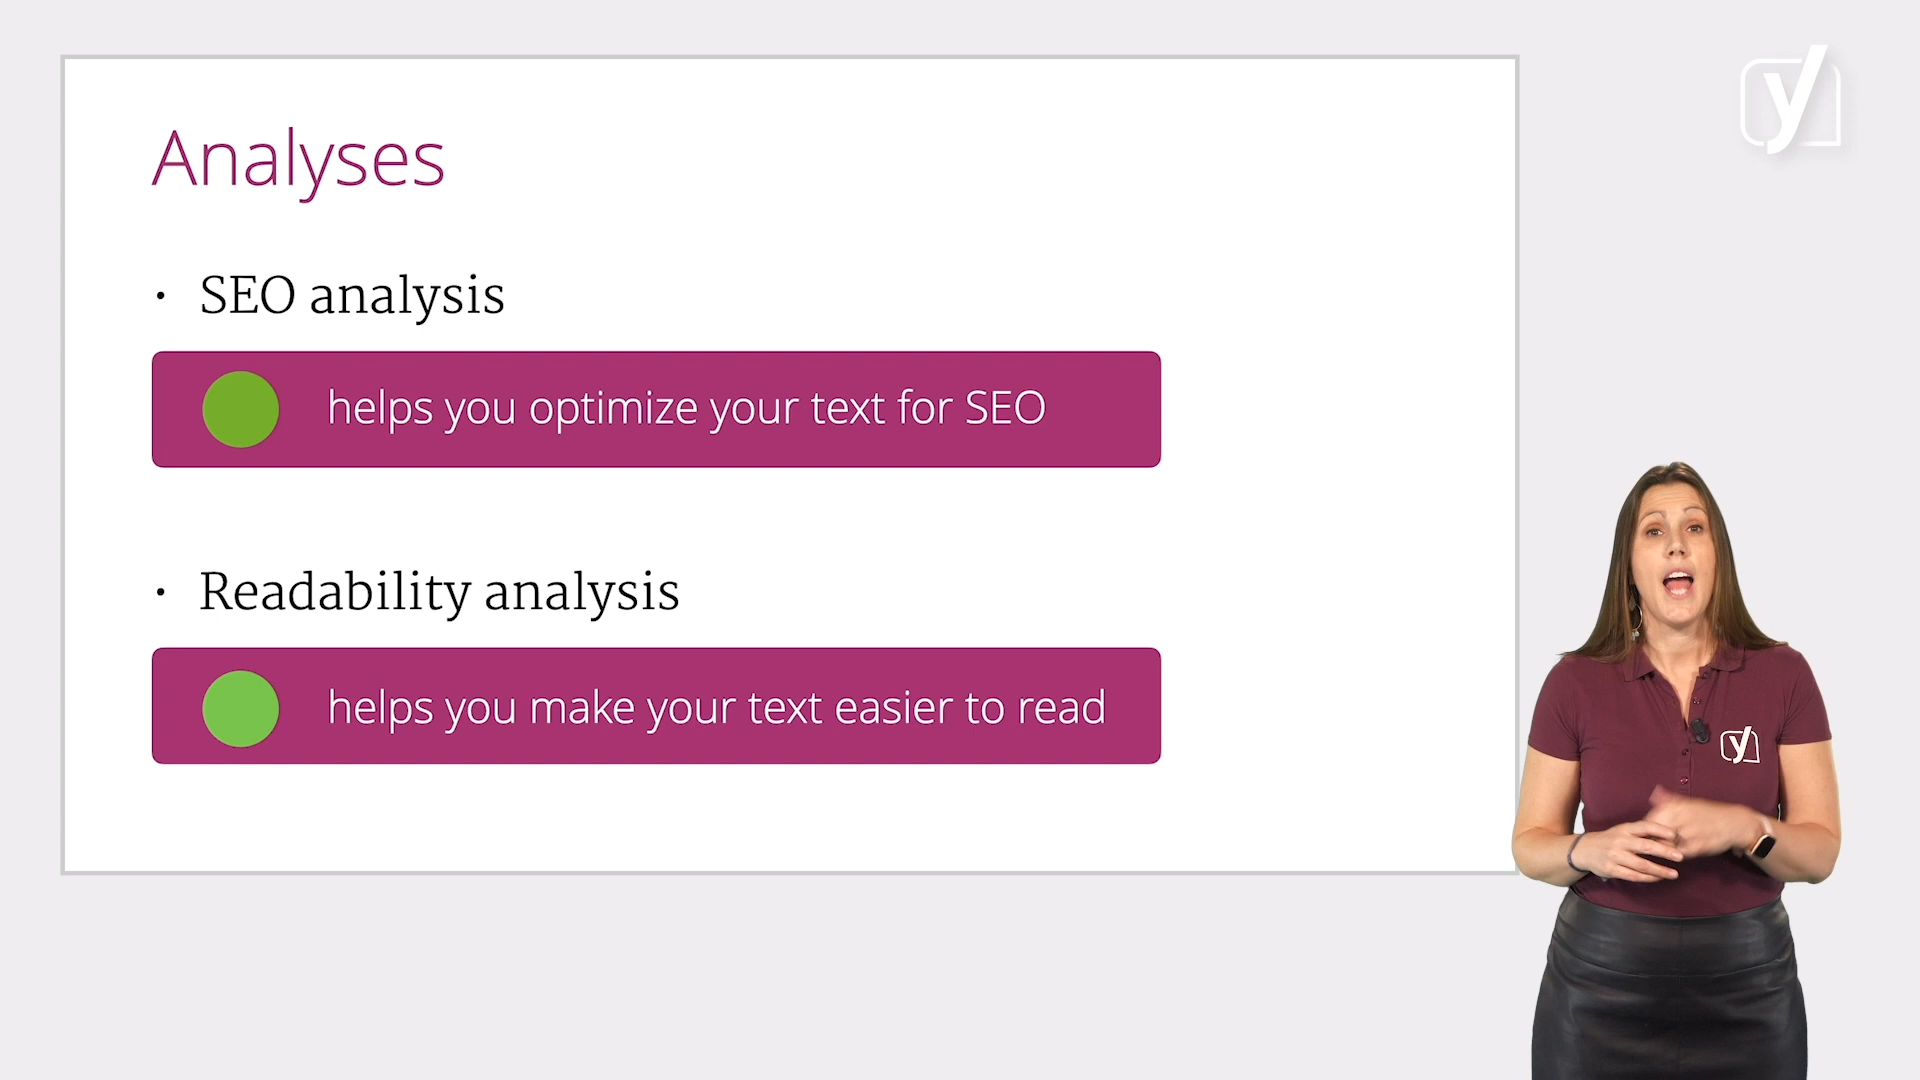 Analyses
• SEO analysis
helps you optimize your text for SEO
• Readability analysis
helps you make your text easier to read
y
y